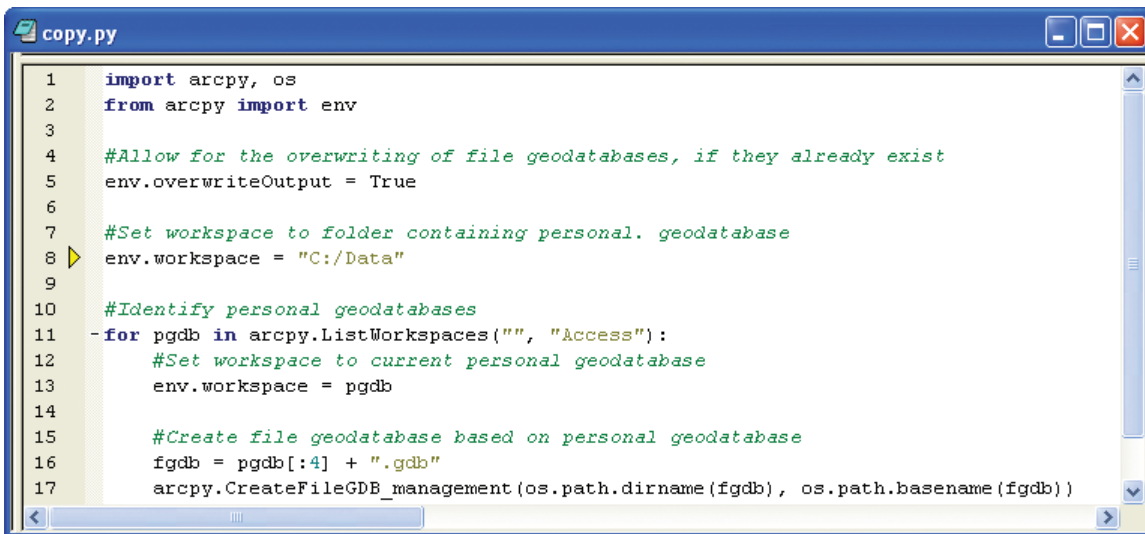 copy.py
1 import arcpy, os
2 from arcpy import env
3
4 #Allow for the overwriting of file geodatabases, if they already exist
5 env.overwriteOutput = True
6
7 #Set workspace to folder containing personal. geodatabase
8 env.workspace = "C:/Data"
9
10 #Identify personal geodatabases
11 -for pgdb in arcpy.ListWorkspaces("", "Access"):
12     #Set workspace to current personal geodatabase
13     env.workspace = pgdb
14
15     #Create file geodatabase based on personal geodatabase
16     fgdb = pgdb[:4] + ".gdb"
17     arcpy.CreateFileGDB_management(os.path.dirname(fgdb), os.path.basename(fgdb))